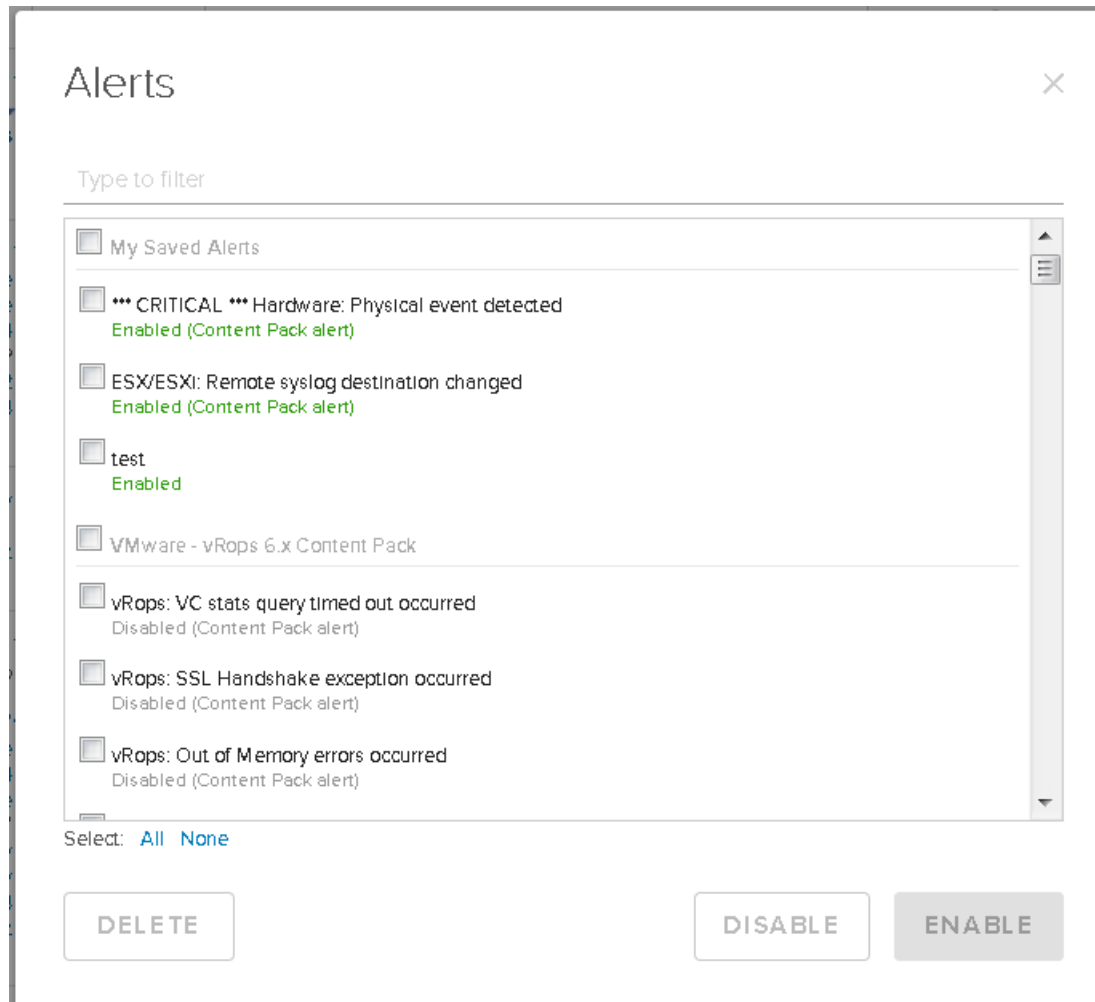 Alerts
Type to filter
My Saved Alerts
*** CRITICAL *** Hardware: Physical event detected
Enabled (Content Pack alert)
ESX/ESXi: Remote syslog destination changed
Enabled (Content Pack alert)
test
Enabled
VMware - vRops 6.x Content Pack
vRops: VC stats query timed out occurred
Disabled (Content Pack alert)
vRops: SSL Handshake exception occurred
Disabled (Content Pack alert)
vRops: Out of Memory errors occurred
Disabled (Content Pack alert)
Select: All None
DELETE
DISABLE
ENABLE